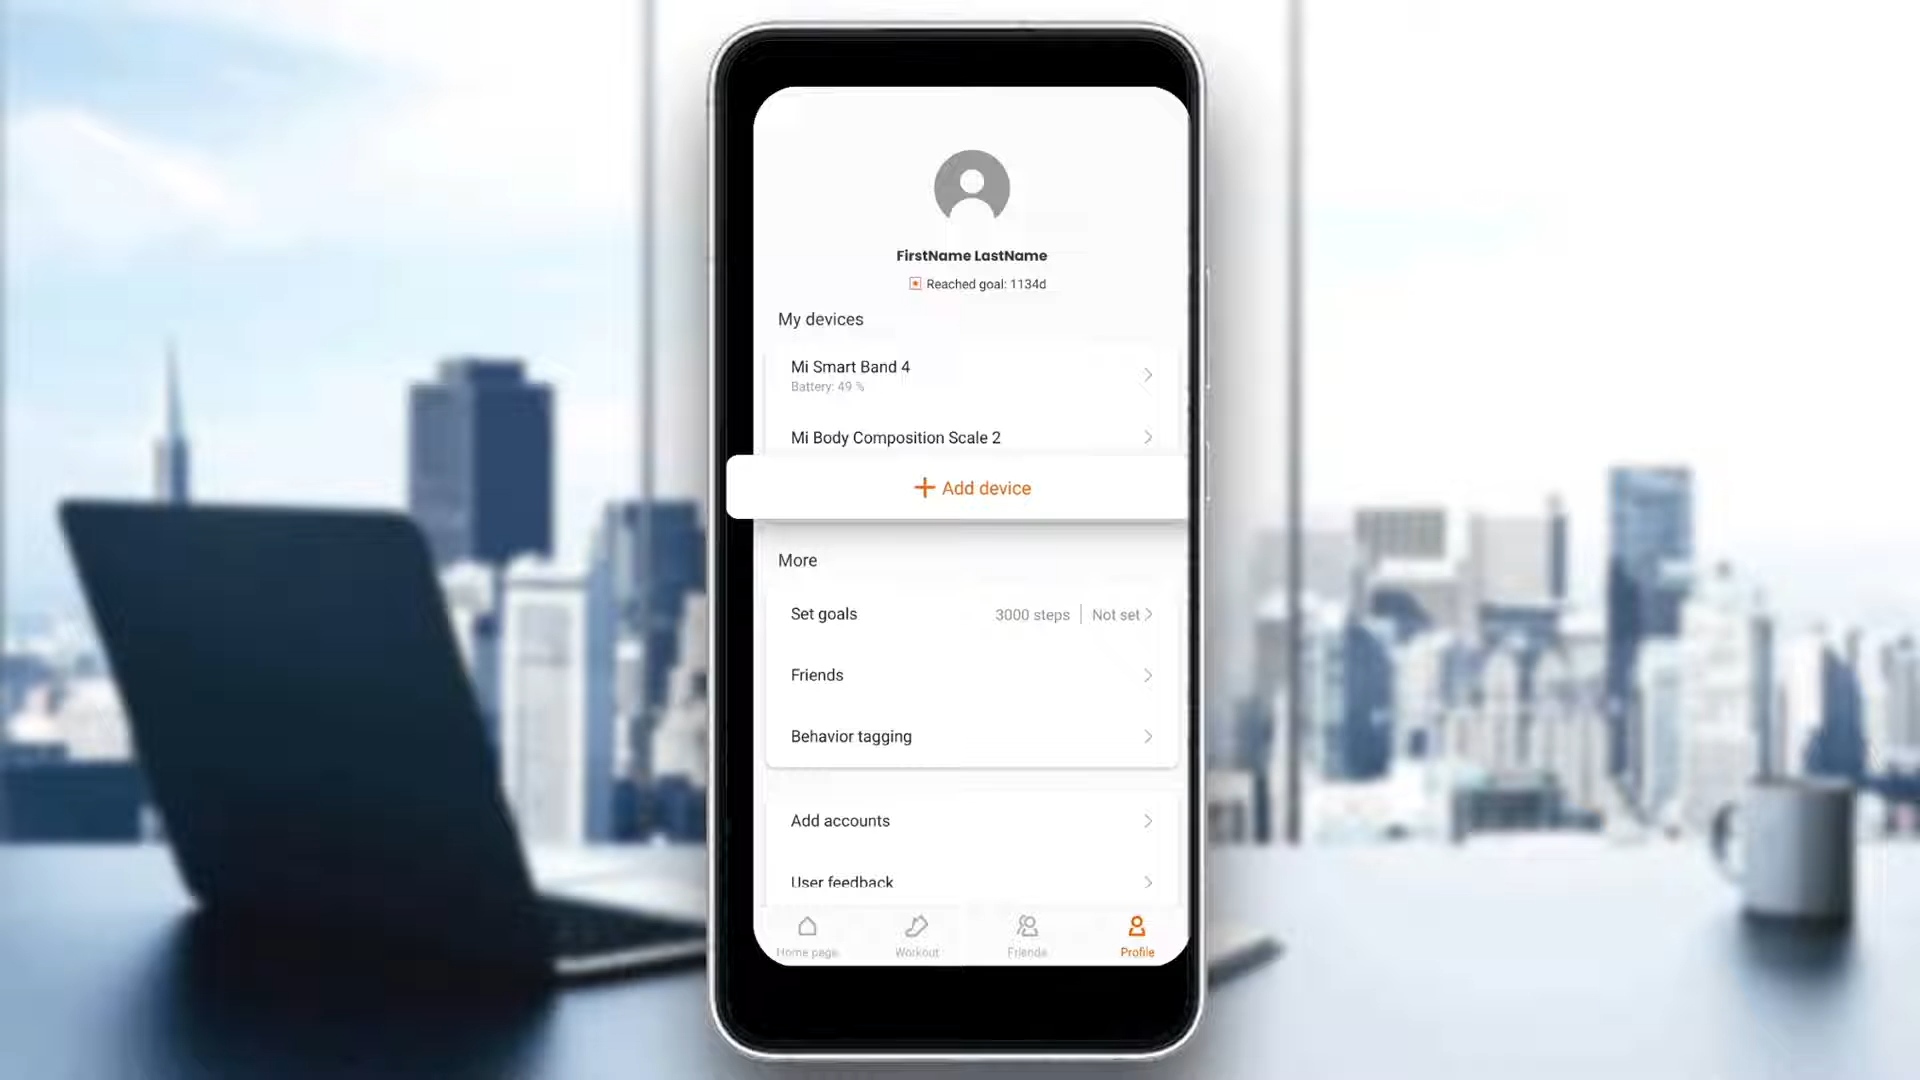 FirstName LastName
Reached goal: 1134d
My devices
Mi Smart Band 4
Battery: 49 %
Mi Body Composition Scale 2
Add device
More
Set goals 3000 steps | Not set
Friends
Behavior tagging
Add accounts
User feedback
Home page Workout Friends Profile